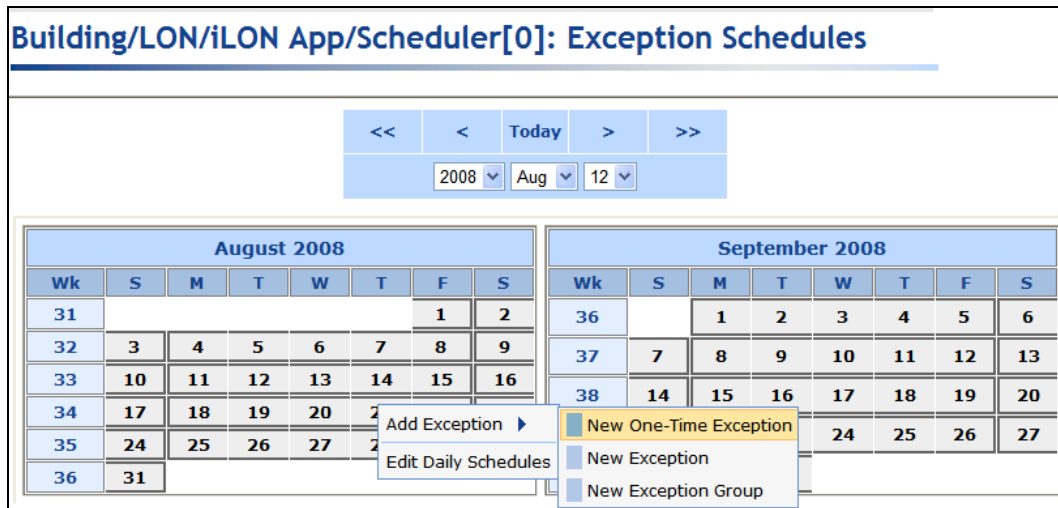 Building/LON/iLON App/Scheduler[0]: Exception Schedules
<< < Today > >>
2008 Aug 12
August 2008
Wk S M T W T F S
31 1 2
32 3 4 5 6 7 8 9
33 10 11 12 13 14 15 16
34 17 18 19 20
35 24 25 26 27
36 31
September 2008
Wk S M T W T F S
36 1 2 3 4 5 6
37 7 8 9 10 11 12 13
38 14 15 16 17 18 19 20
24 25 26 27
Add Exception
Edit Daily Schedules
New One-Time Exception
New Exception
New Exception Group